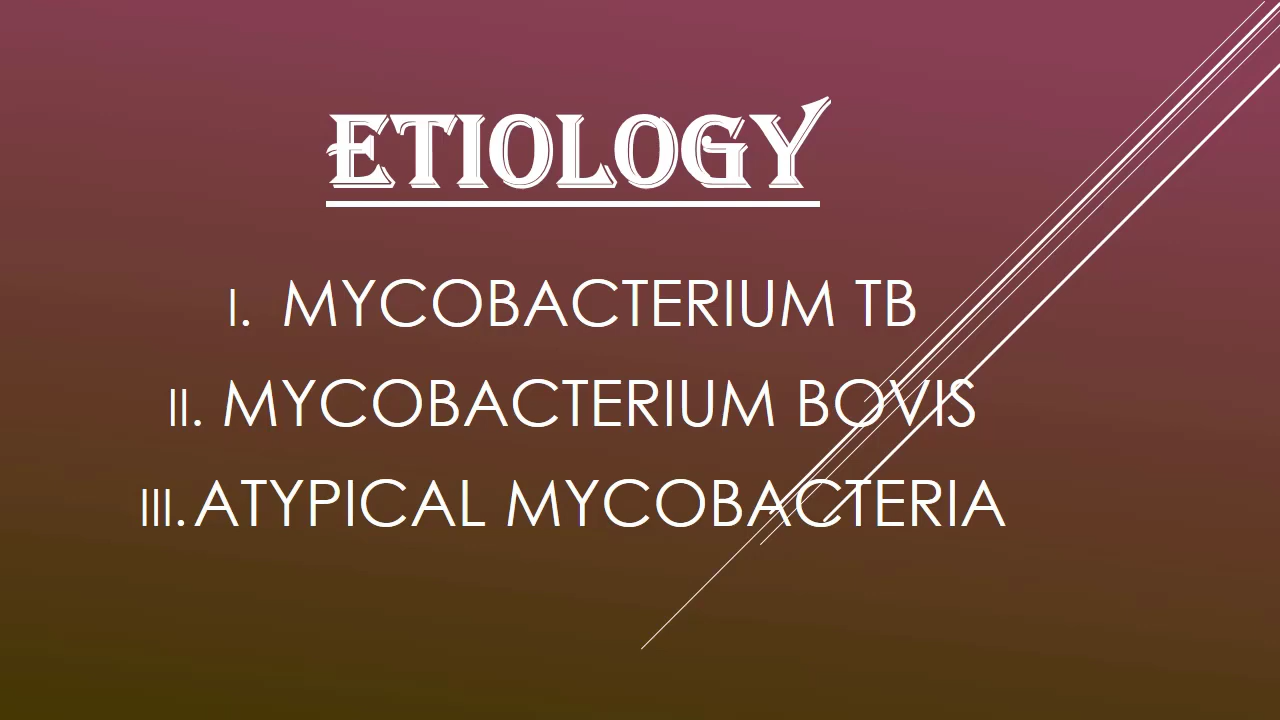 ETIOLOGY
I. MYCOBACTERIUM TB
II. MYCOBACTERIUM BOVIS
III. ATYPICAL MYCOBACTERIA